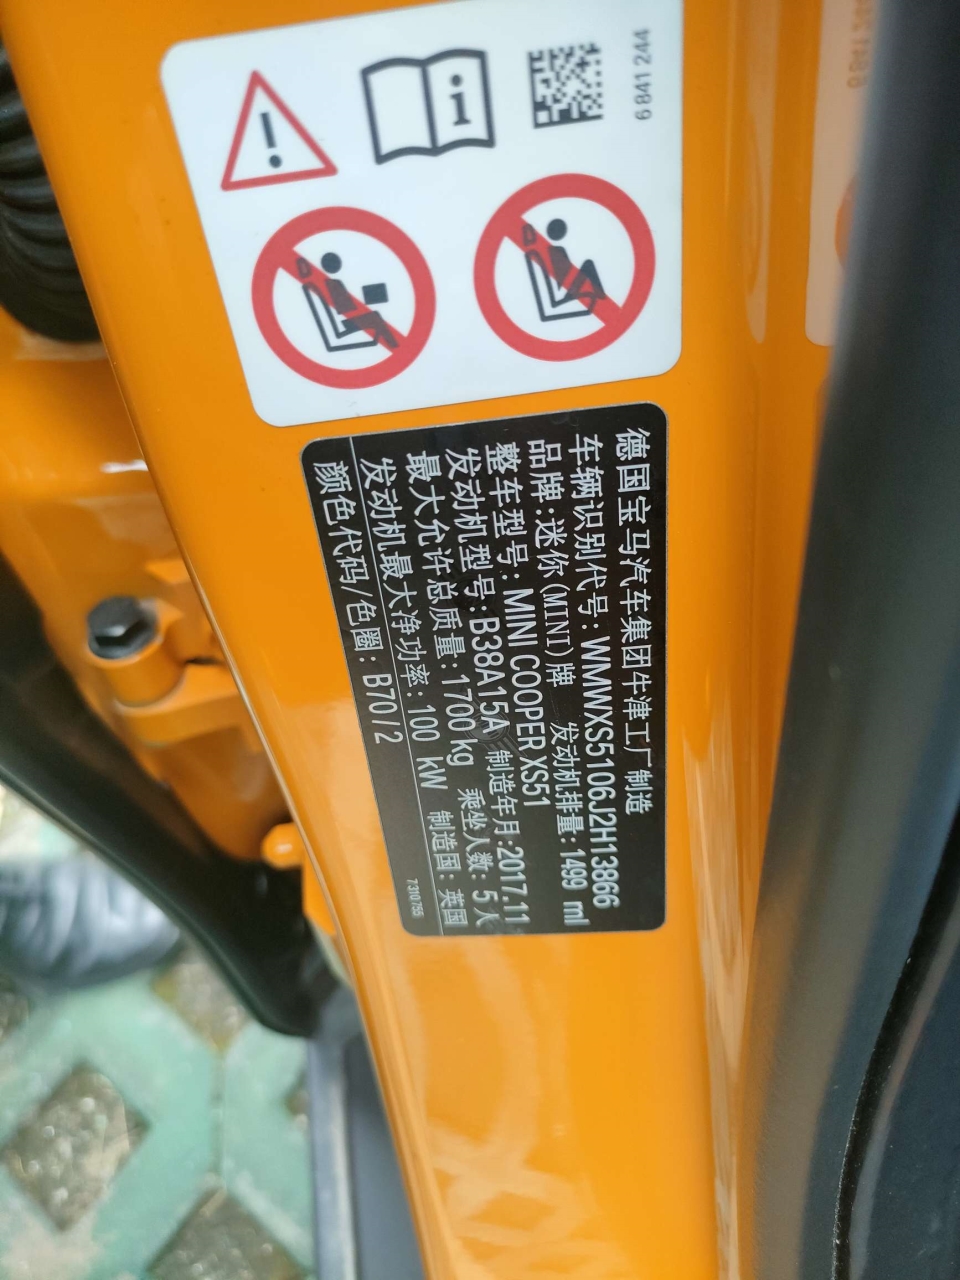 6 841 244
德国宝马汽车集团牛津工厂制造
车辆识别代号: WMWXS5106J2H13866
品牌:迷你(MINI)牌 发动机排量: 1499 ml
整车型号: MINI COOPER XS51
发动机型号:B38A15A 制造年月:2017.11
最大允许总质量: 1700 kg 乘坐人数: 5 人
发动机最大净功率: 100 kW 制造国: 英国
颜色代码/色圈: B70 / 2
7310755